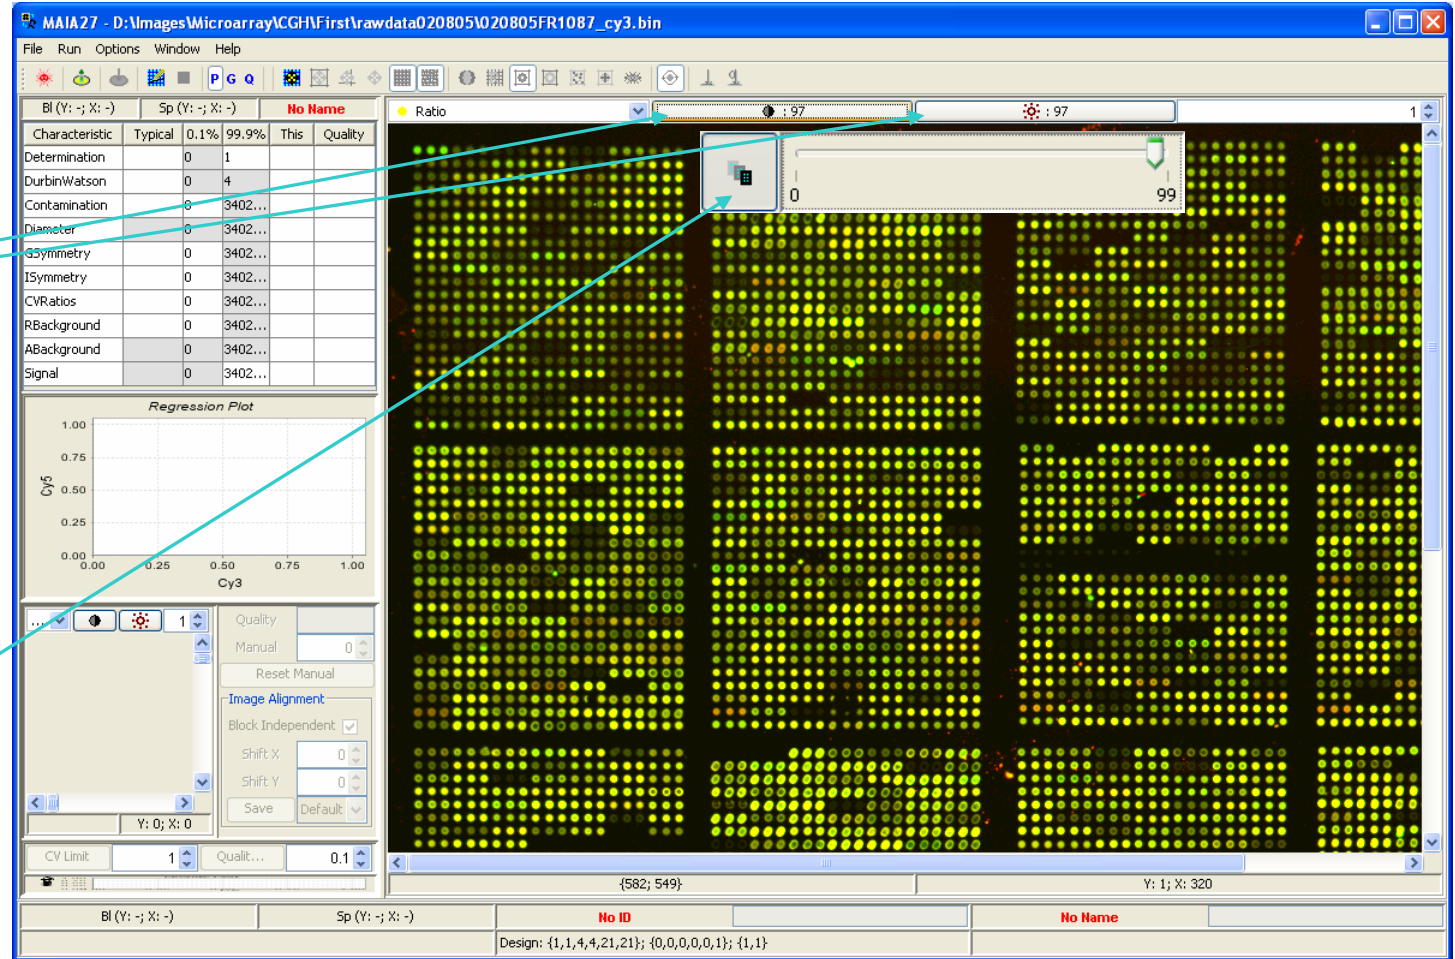 MAIA27 - D:\Images\Microarray\CGH\First\rawdata020805\020805FR1087_cy3.bin
File Run Options Window Help
P G Q
Bl (Y: -; X: -) Sp (Y: -; X: -) No Name
Ratio : 97 : 97 1
Characteristic Typical 0.1% 99.9% This Quality
Determination 0 1
DurbinWatson 0 4
Contamination 0 3402...
Diameter 0 3402...
GSymmetry 0 3402...
ISymmetry 0 3402...
CVRatios 0 3402...
RBackground 0 3402...
ABackground 0 3402...
Signal 0 3402...
0 99
Regression Plot
1.00
0.75
0.50
0.25
0.00
Cy5
0.00 0.25 0.50 0.75 1.00
Cy3
... 1
Quality
Manual 0
Reset Manual
Image Alignment
Block Independent
Shift X 0
Shift Y 0
Save Default
Y: 0; X: 0
CV Limit 1 Qualit... 0.1
{582; 549} Y: 1; X: 320
Bl (Y: -; X: -) Sp (Y: -; X: -) No ID No Name
Design: {1,1,4,4,21,21}; {0,0,0,0,0,1}; {1,1}